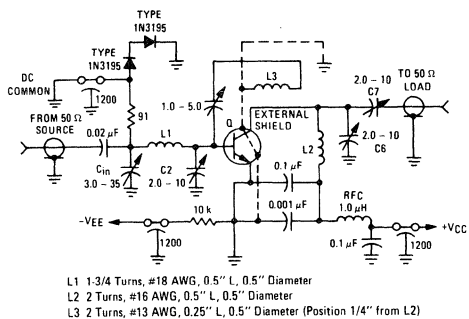 TYPE
1N3195
TYPE
1N3195
DC
COMMON
1200
91
FROM 50 Ω
SOURCE
0.02 μF
Cin
3.0 - 35
L1
C2
2.0 - 10
1.0 - 5.0
L3
Q
EXTERNAL
SHIELD
2.0 - 10
C7
TO 50 Ω
LOAD
2.0 - 10
C6
L2
0.1 μF
0.001 μF
RFC
1.0 μH
-VEE
1200
10 k
0.1 μF
1200
+VCC
L1 1-3/4 Turns, #18 AWG, 0.5" L, 0.5" Diameter
L2 2 Turns, #16 AWG, 0.5" L, 0.5" Diameter
L3 2 Turns, #13 AWG, 0.25" L, 0.5" Diameter (Position 1/4" from L2)